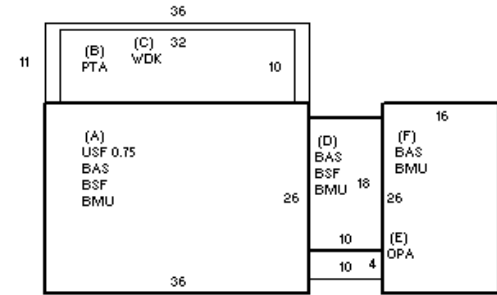 36
11
(B)
PTA
(C)
WDK
32
10
(A)
USF 0.75
BAS
BSF
BMU
26
36
(D)
BAS
BSF
BMU
18
10
10
4
16
(F)
BAS
BMU
26
(E)
OPA